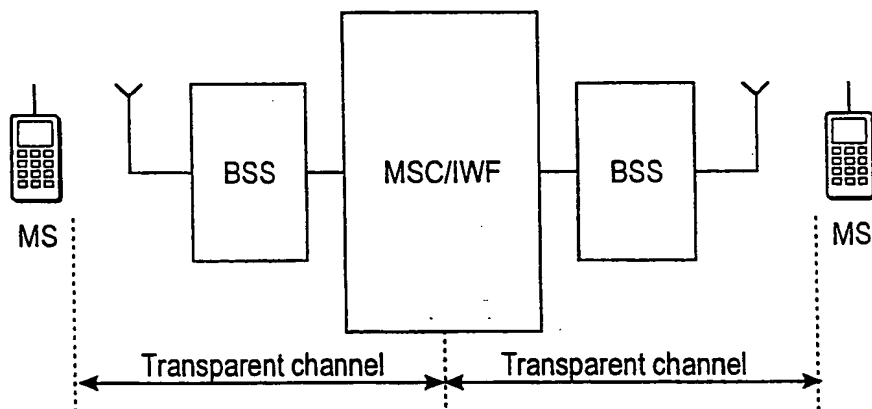 BSS
MSC/IWF
BSS
MS
MS
Transparent channel
Transparent channel